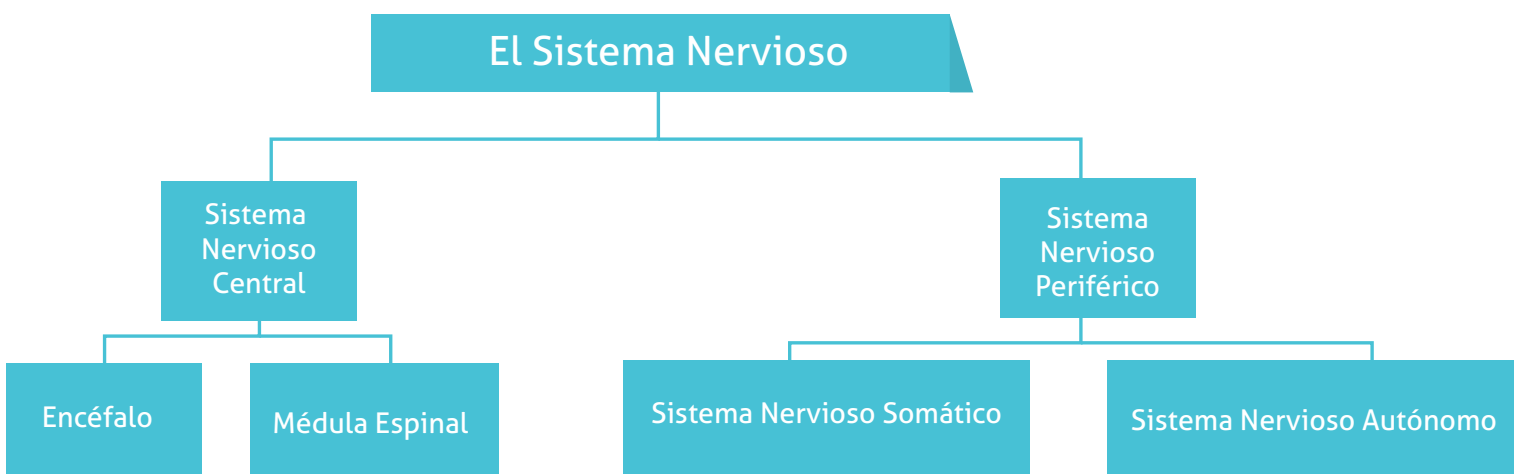 El Sistema Nervioso
Sistema
Nervioso
Central
Sistema
Nervioso
Periférico
Encéfalo
Médula Espinal
Sistema Nervioso Somático
Sistema Nervioso Autónomo